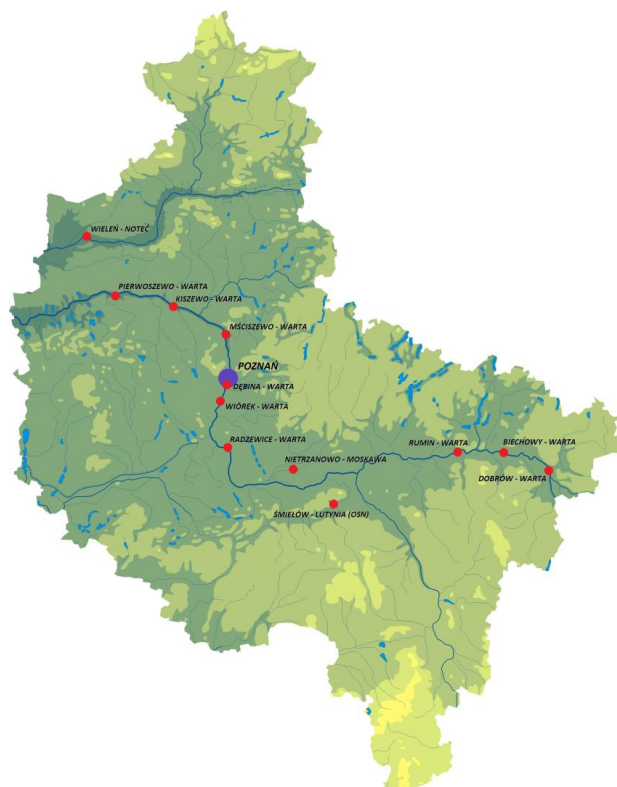 WIELEŃ - NOTEĆ
PIERWOSZEWO - WARTA
KISZEWO - WARTA
MŚCISZEWO - WARTA
POZNAŃ
DĘBINA - WARTA
WIÓREK - WARTA
RADZEWICE - WARTA
RUMIN - WARTA
BIECHOWY - WARTA
NIETRZANOWO - MOSKAWA
DOBRÓW - WARTA
ŚMIEŁÓW - LUTYNIA (OSN)